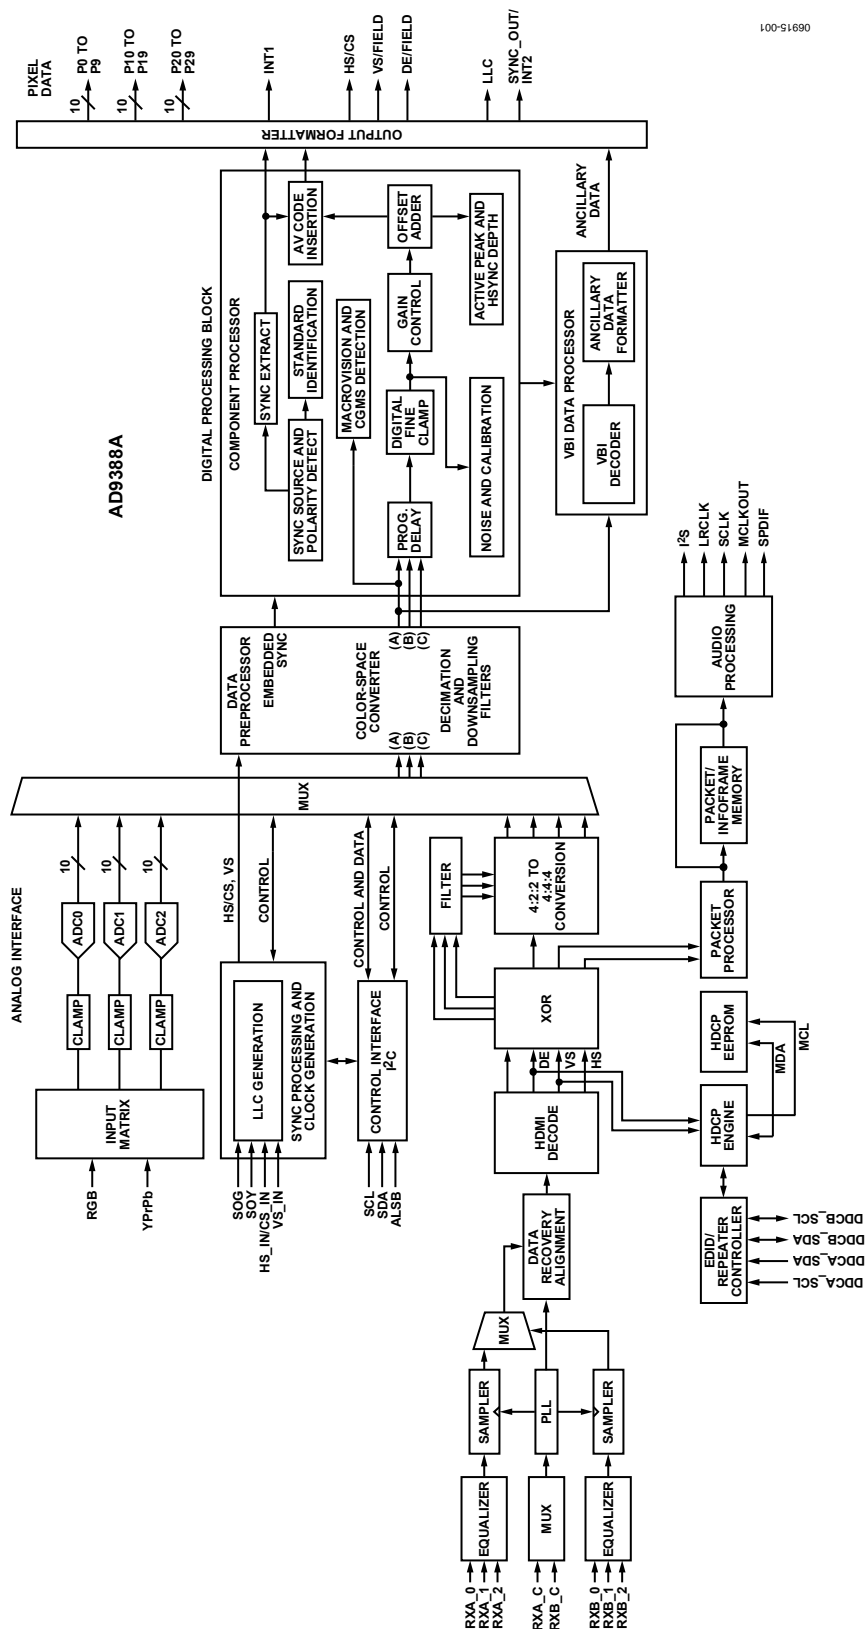 AD9388A
ANALOG INTERFACE
RGB
YPrPb
INPUT
MATRIX
CLAMP
ADC0
10
CLAMP
ADC1
10
CLAMP
ADC2
10
SOG
SOY
HS_IN/CS_IN
VS_IN
LLC GENERATION
SYNC PROCESSING AND
CLOCK GENERATION
HS/CS, VS
CONTROL
SCL
SDA
ALSB
CONTROL INTERFACE
I2C
CONTROL AND DATA
CONTROL
MUX
RXA_0
RXA_1
RXA_2
EQUALIZER
SAMPLER
RXA_C
RXB_C
MUX
PLL
RXB_0
RXB_1
RXB_2
EQUALIZER
SAMPLER
MUX
DATA
RECOVERY
ALIGNMENT
HDMI
DECODE
DE
VS
HS
XOR
FILTER
4:2:2 TO
4:4:4
CONVERSION
DDCA_SCL
DDCA_SDA
DDCB_SDA
DDCB_SCL
EDID/
REPEATER
CONTROLLER
HDCP
ENGINE
HDCP
EEPROM
MDA
MCL
PACKET
PROCESSOR
PACKET/
INFOFRAME
MEMORY
AUDIO
PROCESSING
I2S
LRCLK
SCLK
MCLKOUT
SPDIF
DATA
PREPROCESSOR
EMBEDDED
SYNC
COLOR-SPACE
CONVERTER
(A)
(B)
(C)
(A)
(B)
(C)
DECIMATION AND
DOWNSAMPLING
FILTERS
DIGITAL PROCESSING BLOCK
COMPONENT PROCESSOR
SYNC SOURCE AND
POLARITY DETECT
SYNC EXTRACT
STANDARD
IDENTIFICATION
AV CODE
INSERTION
MACROVISION AND
CGMS DETECTION
PROG.
DELAY
DIGITAL
FINE
CLAMP
GAIN
CONTROL
OFFSET
ADDER
NOISE AND CALIBRATION
ACTIVE PEAK AND
HSYNC DEPTH
VBI DATA PROCESSOR
VBI
DECODER
ANCILLARY
DATA
FORMATTER
ANCILLARY
DATA
OUTPUT FORMATTER
PIXEL
DATA
10
P0 TO
P9
10
P10 TO
P19
10
P20 TO
P29
INT1
HS/CS
VS/FIELD
DE/FIELD
LLC
SYNC_OUT/
INT2
06915-001